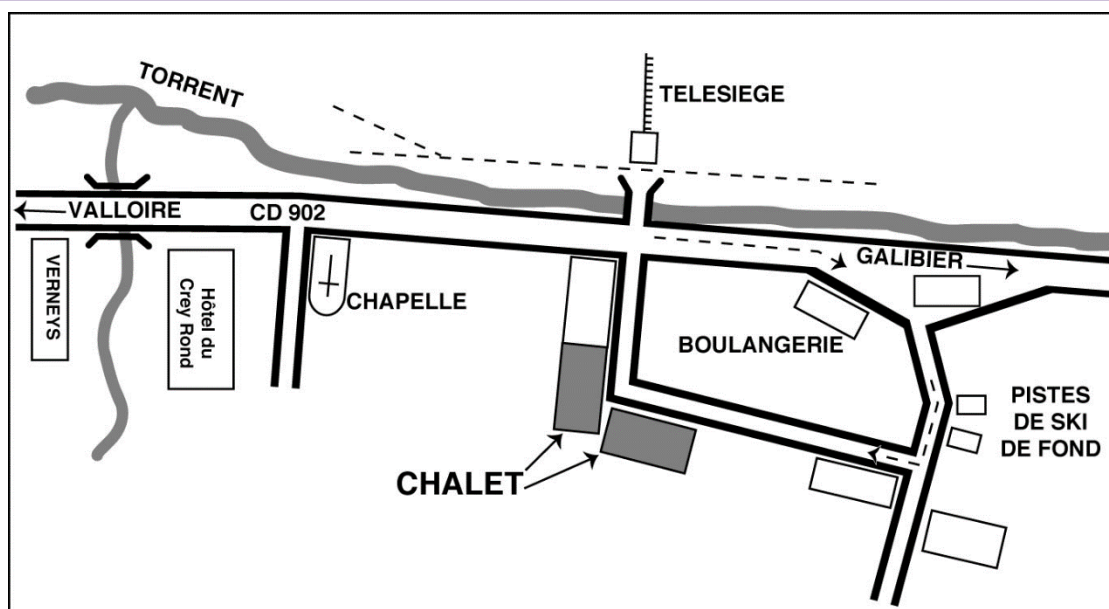 TORRENT
TELESIEGE
VALLOIRE
CD 902
GALIBIER
VERNEYS
Hôtel du
Crey Rond
CHAPELLE
BOULANGERIE
PISTES
DE SKI
DE FOND
CHALET